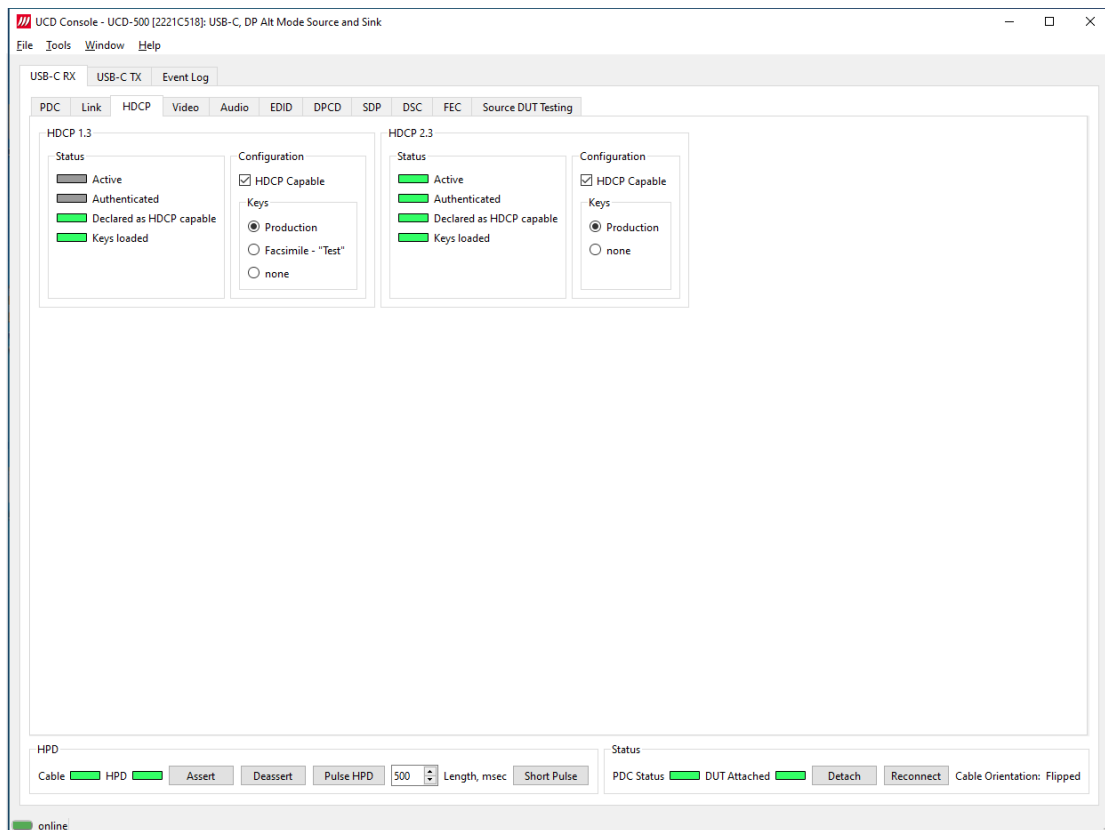 UCD Console - UCD-500 [2221C518]: USB-C, DP Alt Mode Source and Sink
File Tools Window Help
USB-C RX USB-C TX Event Log
PDC Link HDCP Video Audio EDID DPCD SDP DSC FEC Source DUT Testing
HDCP 1.3
Status
Active
Authenticated
Declared as HDCP capable
Keys loaded
Configuration
HDCP Capable
Keys
Production
Facsimile - "Test"
none
HDCP 2.3
Status
Active
Authenticated
Declared as HDCP capable
Keys loaded
Configuration
HDCP Capable
Keys
Production
none
HPD
Cable HPD Assert Deassert Pulse HPD 500 Length, msec Short Pulse
Status
PDC Status DUT Attached Detach Reconnect Cable Orientation: Flipped
online